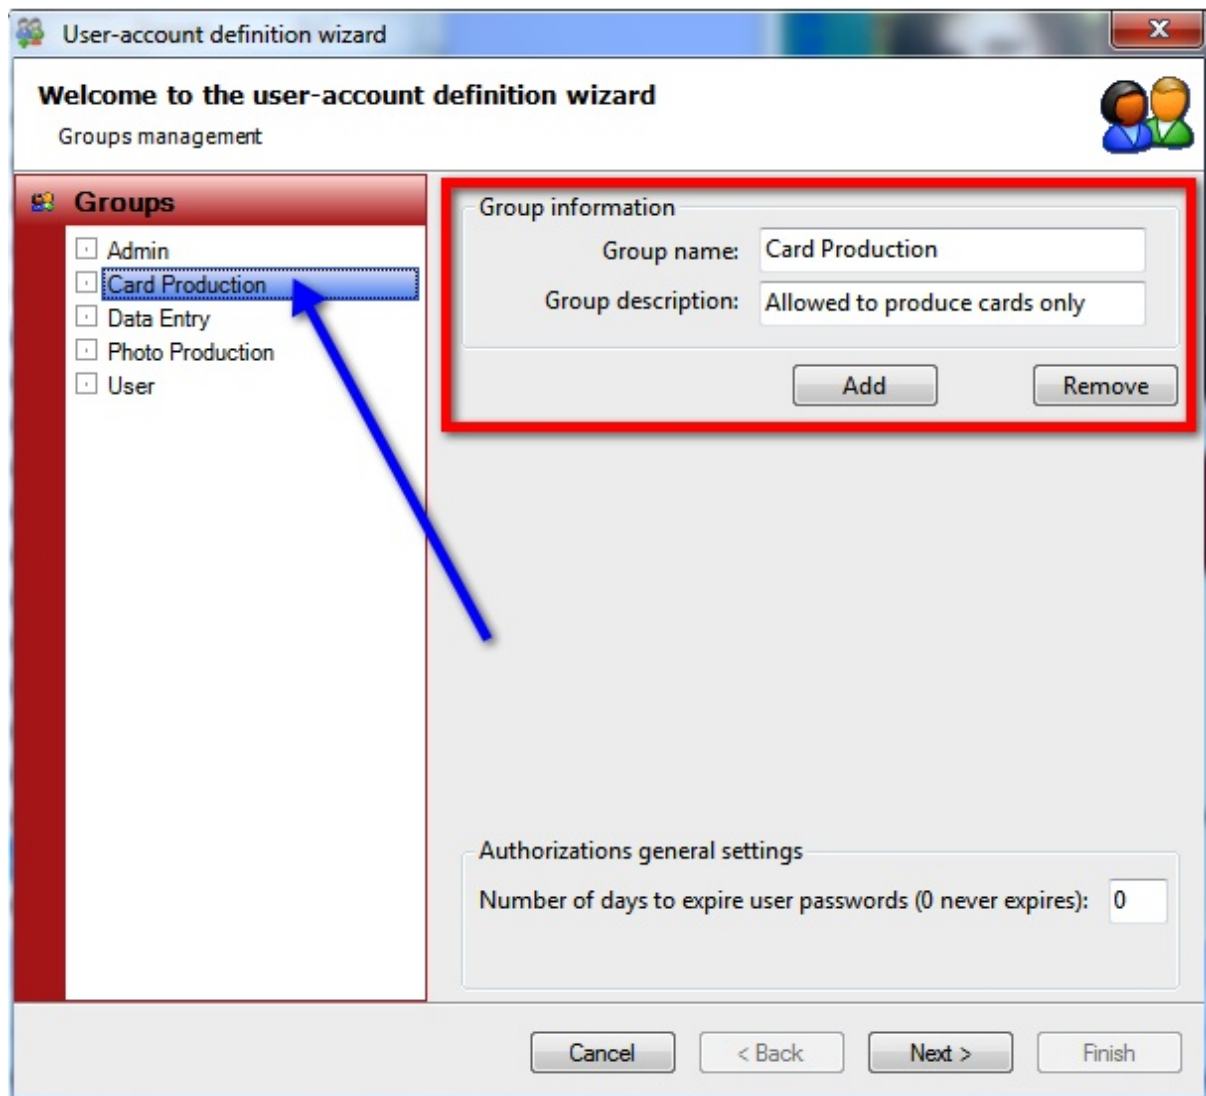 User-account definition wizard
x
Welcome to the user-account definition wizard
Groups management
Groups
Admin
Card Production
Data Entry
Photo Production
User
Group information
Group name: Card Production
Group description: Allowed to produce cards only
Add Remove
Authorizations general settings
Number of days to expire user passwords (0 never expires): 0
Cancel < Back Next > Finish